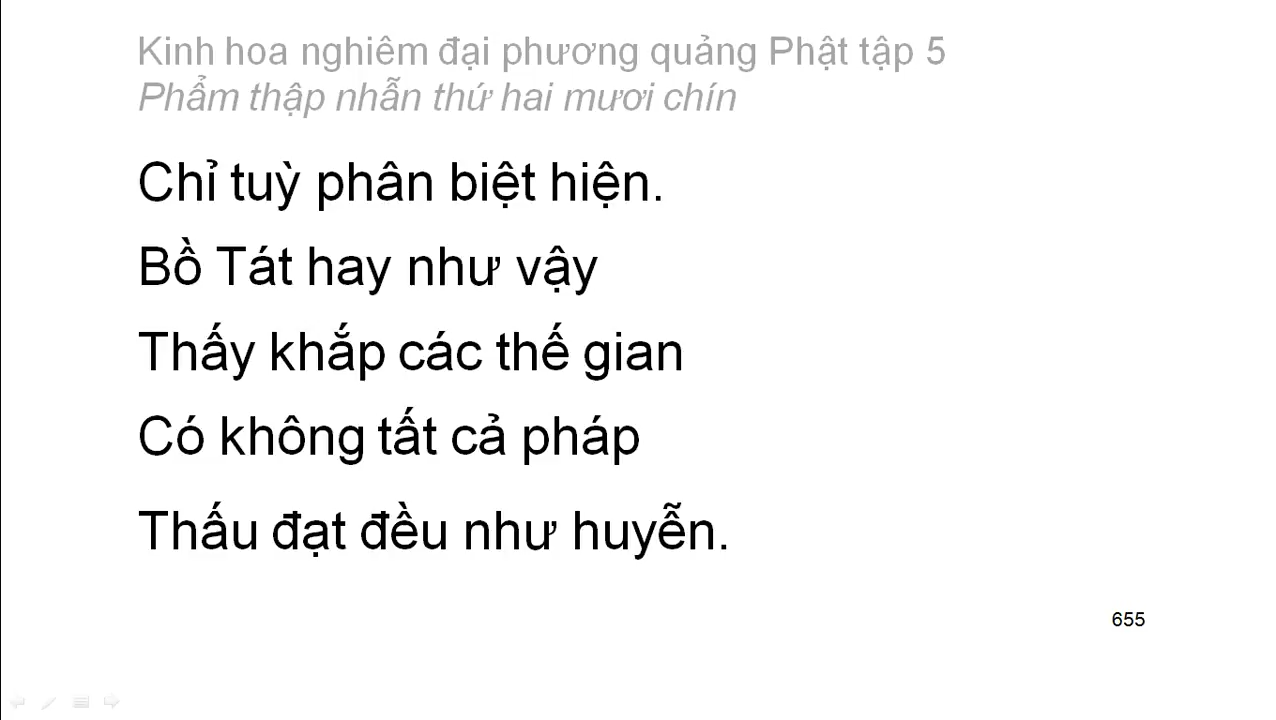 Kinh hoa nghiêm đại phương quảng Phật tập 5
Phẩm thập nhẫn thứ hai mươi chín
Chỉ tuỳ phân biệt hiện.
Bồ Tát hay như vậy
Thấy khắp các thế gian
Có không tất cả pháp
Thấu đạt đều như huyễn.
655